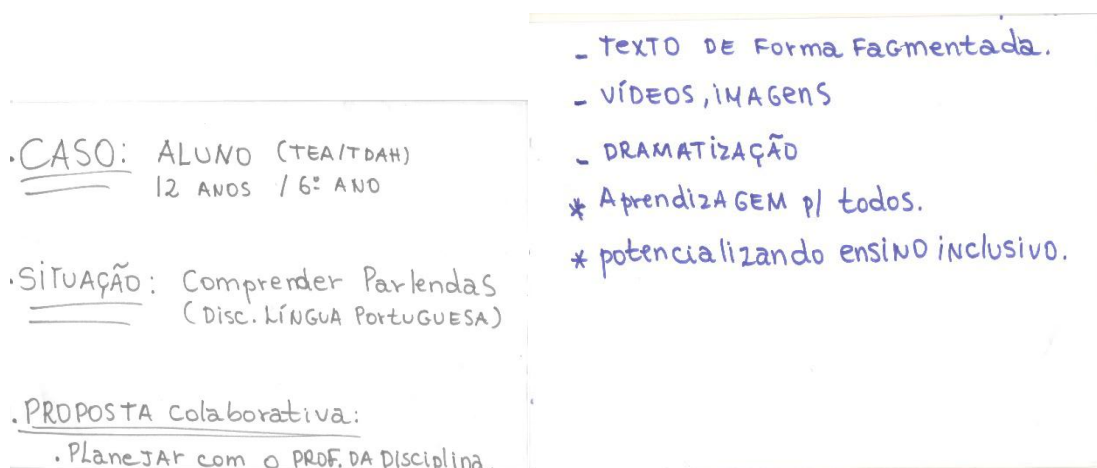 .CASO: ALUNO (TEA/TDAH)
12 ANOS / 6º ANO
.SITUAÇÃO: Comprender Parlendas
(Disc. LÍNGUA PORTUGUESA)
.PROPOSTA colaborativa:
. PLANEJAR com o PROF. DA DISCIPLINA
- TEXTO DE Forma FAGmentada.
- VÍDEOS, IMAGENS
- DRAMATIZAÇÃO
* AprendizAGEM p/ todos.
* potencializando ensiNO inclusivo.